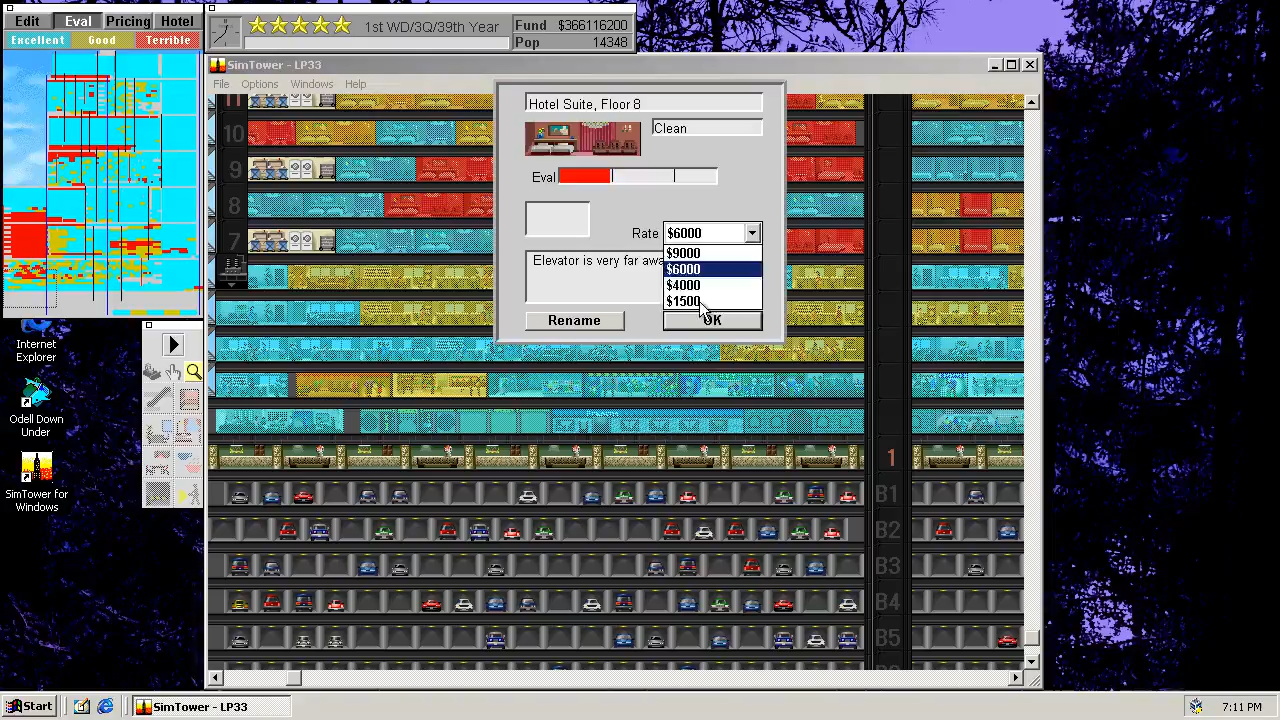 Edit Eval Pricing Hotel
Excellent Good Terrible
1st WD/3Q/39th Year
Fund $366116200
Pop 14348
SimTower - LP33
File Options Windows Help
Hotel Suite, Floor 8
Clean
Eval
Rate $6000
$9000
$6000
$4000
$1500
Elevator is very far
Rename OK
11
10
9
8
7
1
B1
B2
B3
B4
B5
Internet
Explorer
Odell Down
Under
SimTower for
Windows
Start SimTower - LP33 7:11 PM